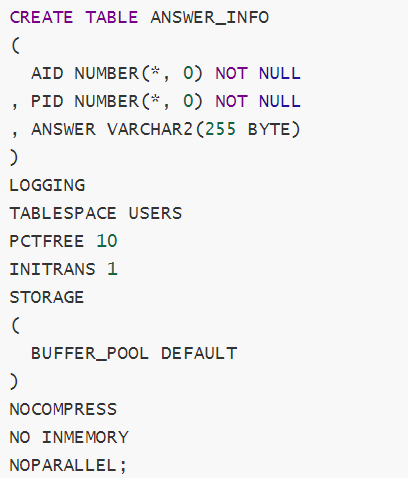 CREATE TABLE ANSWER_INFO
(
  AID NUMBER(*, 0) NOT NULL
, PID NUMBER(*, 0) NOT NULL
, ANSWER VARCHAR2(255 BYTE)
)
LOGGING
TABLESPACE USERS
PCTFREE 10
INITRANS 1
STORAGE
(
  BUFFER_POOL DEFAULT
)
NOCOMPRESS
NO INMEMORY
NOPARALLEL;